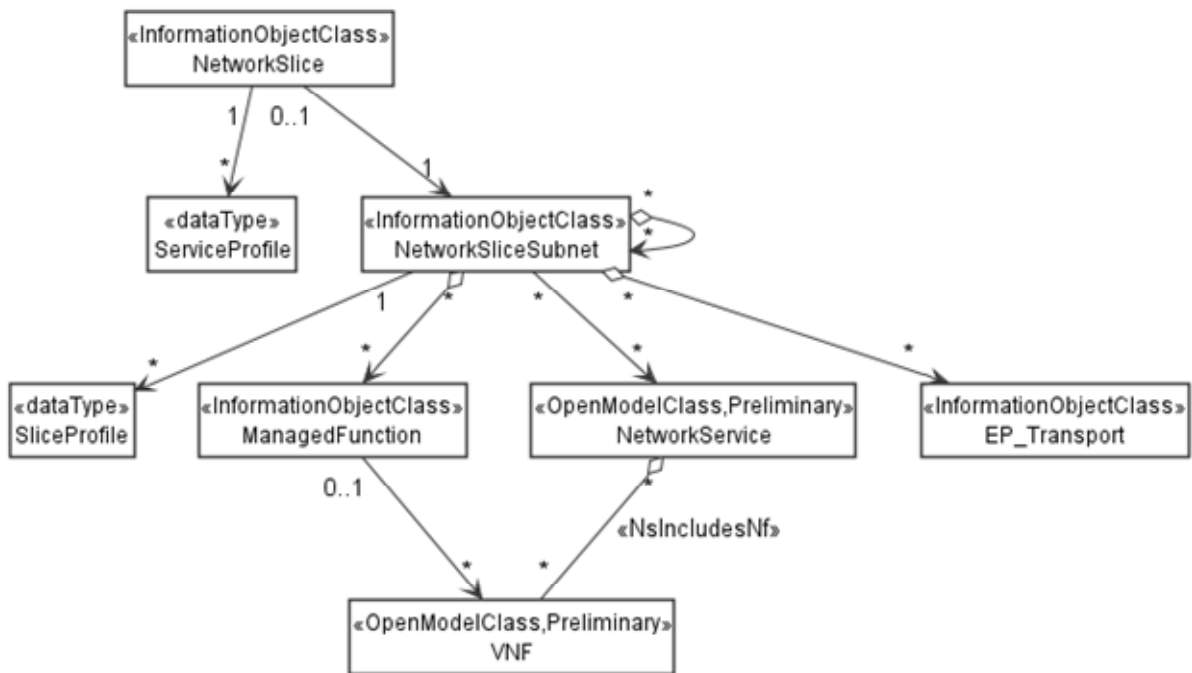 «InformationObjectClass»
NetworkSlice
1
0..1
*
1
«dataType»
ServiceProfile
«InformationObjectClass»
NetworkSliceSubnet
*
*
1
*
*
*
*
*
*
*
«dataType»
SliceProfile
«InformationObjectClass»
ManagedFunction
«OpenModelClass,Preliminary»
NetworkService
«InformationObjectClass»
EP_Transport
0..1
*
«NsIncludesNf»
*
*
«OpenModelClass,Preliminary»
VNF